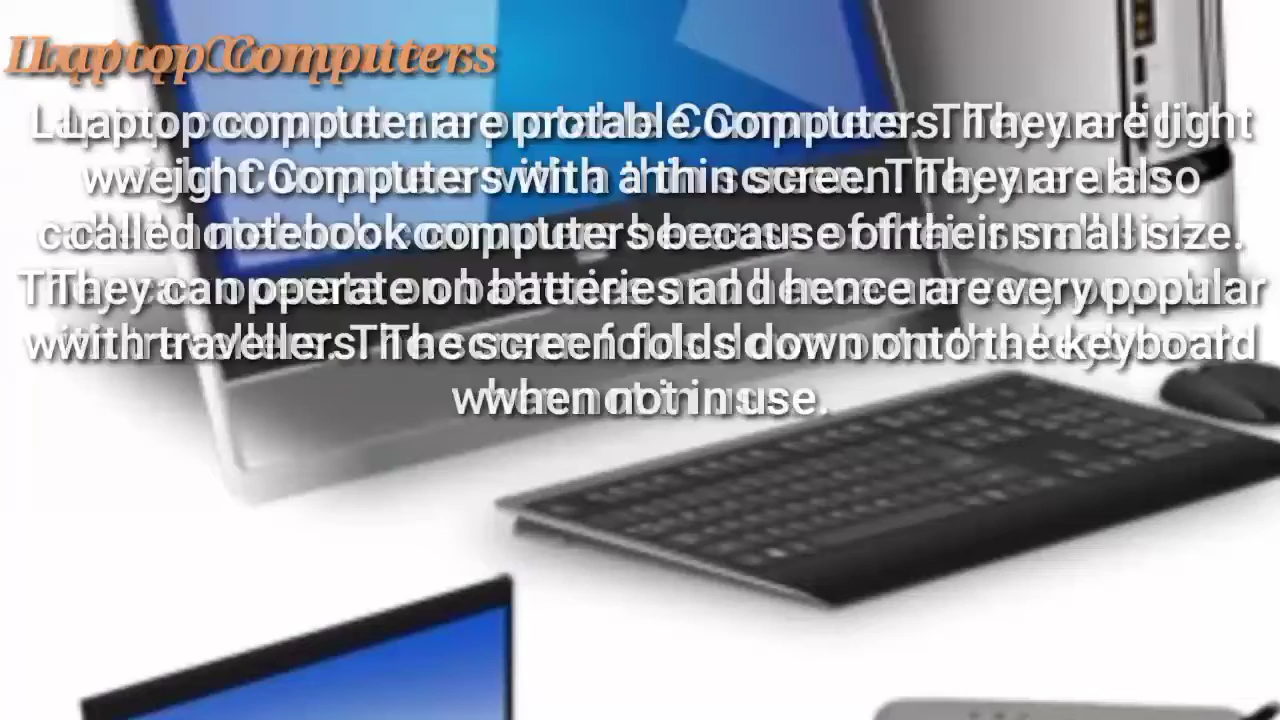 Laptop Computers
Laptop computer are protable Computers. They are light
weight Computers with a thin screen. They are also
called notebook computers because of their small size.
They can operate on batteries and hence are very popular
with travellers. The screen folds down onto the keyboard
when not in use.